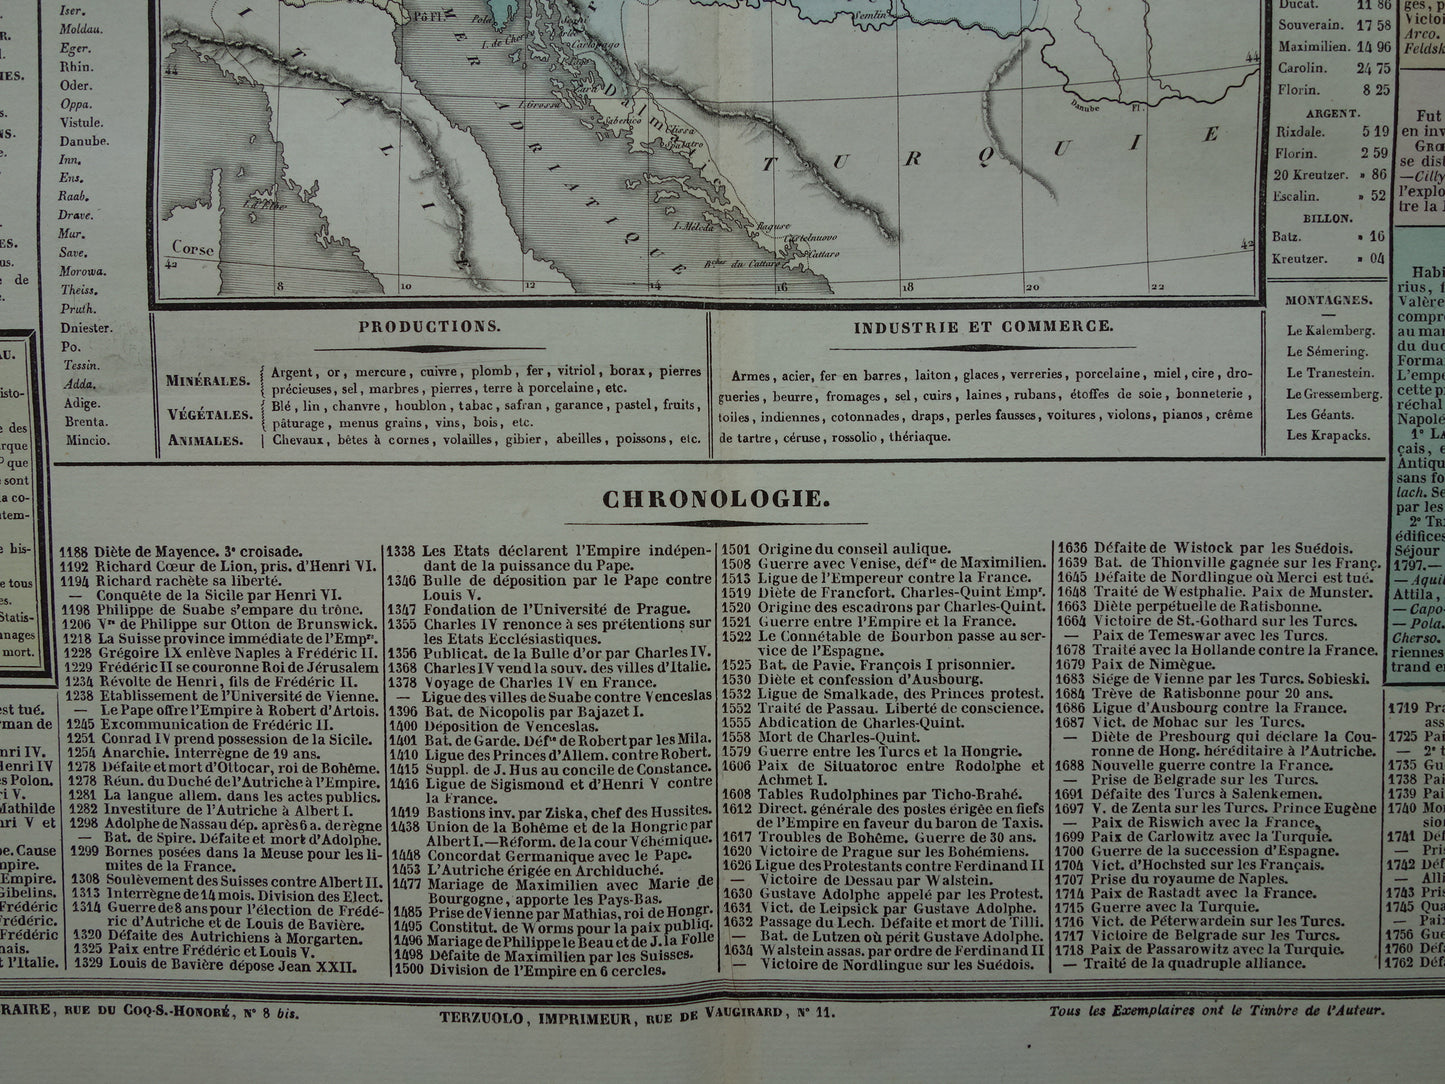 Iser.
Moldau.
Eger.
Rhin.
Oder.
Oppa.
Vistule.
Danube.
Inn.
Ens.
Raab.
Drave.
Mur.
Save.
Morowa.
Theiss.
Pruth.
Dniester.
Po.
Tessin.
Adda.
Adige.
Brenta.
Mincio.
ITALIE
MER ADRIATIQUE
TURQUIE
Dalmatie
Corse
Pô Fl.
Pola
I. de Cherso
Segn
Carlopago
Zara
I. Grossa
Sabenico
Clissa
Spalatro
I. Meleda
Raguse
Castelnuovo
Cattaro
Bches du Cattaro
I. d'Elbe
Semlin
Danube Fl.
44
44
42
42
8
10
12
14
16
18
20
22
Ducat. 11 86
Souverain. 17 58
Maximilien. 14 96
Carolin. 24 75
Florin. 8 25
ARGENT.
Rixdale. 5 19
Florin. 2 59
20 Kreutzer. » 86
Escalin. » 52
BILLON.
Batz. » 16
Kreutzer. » 04
MONTAGNES.
Le Kalemberg.
Le Sémering.
Le Tranestein.
Le Gressemberg.
Les Géants.
Les Krapacks.
PRODUCTIONS.
MINÉRALES. Argent, or, mercure, cuivre, plomb, fer, vitriol, borax, pierres
précieuses, sel, marbres, pierres, terre à porcelaine, etc.
VÉGÉTALES. Blé, lin, chanvre, houblon, tabac, safran, garance, pastel, fruits,
pâturage, menus grains, vins, bois, etc.
ANIMALES. Chevaux, bêtes à cornes, volailles, gibier, abeilles, poissons, etc.
INDUSTRIE ET COMMERCE.
Armes, acier, fer en barres, laiton, glaces, verreries, porcelaine, miel, cire, dro-
gueries, beurre, fromages, sel, cuirs, laines, rubans, étoffes de soie, bonneterie,
toiles, indiennes, cotonnades, draps, perles fausses, voitures, violons, pianos, crême
de tartre, céruse, rossolio, thériaque.
CHRONOLOGIE.
1188 Diète de Mayence. 3e croisade.
1192 Richard Cœur de Lion, pris. d'Henri VI.
1194 Richard rachète sa liberté.
— Conquête de la Sicile par Henri VI.
1198 Philippe de Suabe s'empare du trône.
1206 Vre de Philippe sur Otton de Brunswick.
1218 La Suisse province immédiate de l'Empre.
1228 Grégoire IX enlève Naples à Frédéric II.
1229 Frédéric II se couronne Roi de Jérusalem
1234 Révolte de Henri, fils de Frédéric II.
1238 Etablissement de l'Université de Vienne.
— Le Pape offre l'Empire à Robert d'Artois.
1245 Excommunication de Frédéric II.
1251 Conrad IV prend possession de la Sicile.
1254 Anarchie. Interrègne de 19 ans.
1278 Défaite et mort d'Ottocar, roi de Bohême.
1278 Réun. du Duché de l'Autriche à l'Empire.
1281 La langue allem. dans les actes publics.
1282 Investiture de l'Autriche à Albert I.
1298 Adolphe de Nassau dép. après 6 a. de règne
— Bat. de Spire. Défaite et mort d'Adolphe.
1299 Bornes posées dans la Meuse pour les li-
mites de la France.
1308 Soulèvement des Suisses contre Albert II.
1313 Interrègne de 14 mois. Division des Elect.
1314 Guerre de 8 ans pour l'élection de Frédé-
ric d'Autriche et de Louis de Bavière.
1320 Défaite des Autrichiens à Morgarten.
1325 Paix entre Frédéric et Louis V.
1329 Louis de Bavière dépose Jean XXII.
1338 Les Etats déclarent l'Empire indépen-
dant de la puissance du Pape.
1346 Bulle de déposition par le Pape contre
Louis V.
1347 Fondation de l'Université de Prague.
1355 Charles IV renonce à ses prétentions sur
les Etats Ecclésiastiques.
1356 Publicat. de la Bulle d'or par Charles IV.
1368 Charles IV vend la souv. des villes d'Italie.
1378 Voyage de Charles IV en France.
— Ligue des villes de Suabe contre Venceslas
1396 Bat. de Nicopolis par Bajazet I.
1400 Déposition de Venceslas.
1401 Bat. de Garde. Défte de Robert par les Mila.
1410 Ligue des Princes d'Allem. contre Robert.
1415 Suppl. de J. Hus au concile de Constance.
1416 Ligue de Sigismond et d'Henri V contre
la France.
1419 Bastions inv. par Ziska, chef des Hussites.
1438 Union de la Bohême et de la Hongrie par
Albert I.—Réform. de la cour Véhémique.
1448 Concordat Germanique avec le Pape.
1453 L'Autriche érigée en Archiduché.
1477 Mariage de Maximilien avec Marie de
Bourgogne, apporte les Pays-Bas.
1485 Prise de Vienne par Mathias, roi de Hongr.
1495 Constitut. de Worms pour la paix publiq.
1496 Mariage de Philippe le Beau et de J. la Folle
1498 Défaite de Maximilien par les Suisses.
1500 Division de l'Empire en 6 cercles.
1501 Origine du conseil aulique.
1508 Guerre avec Venise, défte de Maximilien.
1513 Ligue de l'Empereur contre la France.
1519 Diète de Francfort. Charles-Quint Empr.
1520 Origine des escadrons par Charles-Quint.
1521 Guerre entre l'Empire et la France.
1522 Le Connétable de Bourbon passe au ser-
vice de l'Espagne.
1525 Bat. de Pavie. François I prisonnier.
1530 Diète et confession d'Ausbourg.
1532 Ligue de Smalkade, des Princes protest.
1552 Traité de Passau. Liberté de conscience.
1555 Abdication de Charles-Quint.
1558 Mort de Charles-Quint.
1579 Guerre entre les Turcs et la Hongrie.
1606 Paix de Situatoroc entre Rodolphe et
Achmet I.
1608 Tables Rudolphines par Ticho-Brahé.
1612 Direct. générale des postes érigée en fiefs
de l'Empire en faveur du baron de Taxis.
1617 Troubles de Bohême. Guerre de 30 ans.
1620 Victoire de Prague sur les Bohémiens.
1626 Ligue des Protestants contre Ferdinand II
— Victoire de Dessau par Walstein.
1630 Gustave Adolphe appelé par les Protest.
1631 Vict. de Leipsick par Gustave Adolphe.
1632 Passage du Lech. Défaite et mort de Tilli.
— Bat. de Lutzen où périt Gustave Adolphe.
1634 Walstein assas. par ordre de Ferdinand II
— Victoire de Nordlingue sur les Suédois.
1636 Défaite de Wistock par les Suédois.
1639 Bat. de Thionville gagnée sur les Franç.
1645 Défaite de Nordlingue où Merci est tué.
1648 Traité de Westphalie. Paix de Munster.
1663 Diète perpétuelle de Ratisbonne.
1664 Victoire de St.-Gothard sur les Turcs.
— Paix de Temeswar avec les Turcs.
1678 Traité avec la Hollande contre la France.
1679 Paix de Nimègue.
1683 Siége de Vienne par les Turcs. Sobieski.
1684 Trève de Ratisbonne pour 20 ans.
1686 Ligue d'Ausbourg contre la France.
1687 Vict. de Mohac sur les Turcs.
— Diète de Presbourg qui déclare la Cou-
ronne de Hong. héréditaire à l'Autriche.
1688 Nouvelle guerre contre la France.
— Prise de Belgrade sur les Turcs.
1691 Défaite des Turcs à Salenkemen.
1697 V. de Zenta sur les Turcs. Prince Eugène
— Paix de Riswich avec la France.
1699 Paix de Carlowitz avec la Turquie.
1700 Guerre de la succession d'Espagne.
1704 Vict. d'Hochsted sur les Français.
1707 Prise du royaume de Naples.
1714 Paix de Rastadt avec la France.
1715 Guerre avec la Turquie.
1716 Vict. de Péterwardein sur les Turcs.
1717 Victoire de Belgrade sur les Turcs.
1718 Paix de Passarowitz avec la Turquie.
— Traité de la quadruple alliance.
RAIRE, RUE DU COQ-S.-HONORÉ, N° 8 bis.
TERZUOLO, IMPRIMEUR, RUE DE VAUGIRARD, N° 11.
Tous les Exemplaires ont le Timbre de l'Auteur.